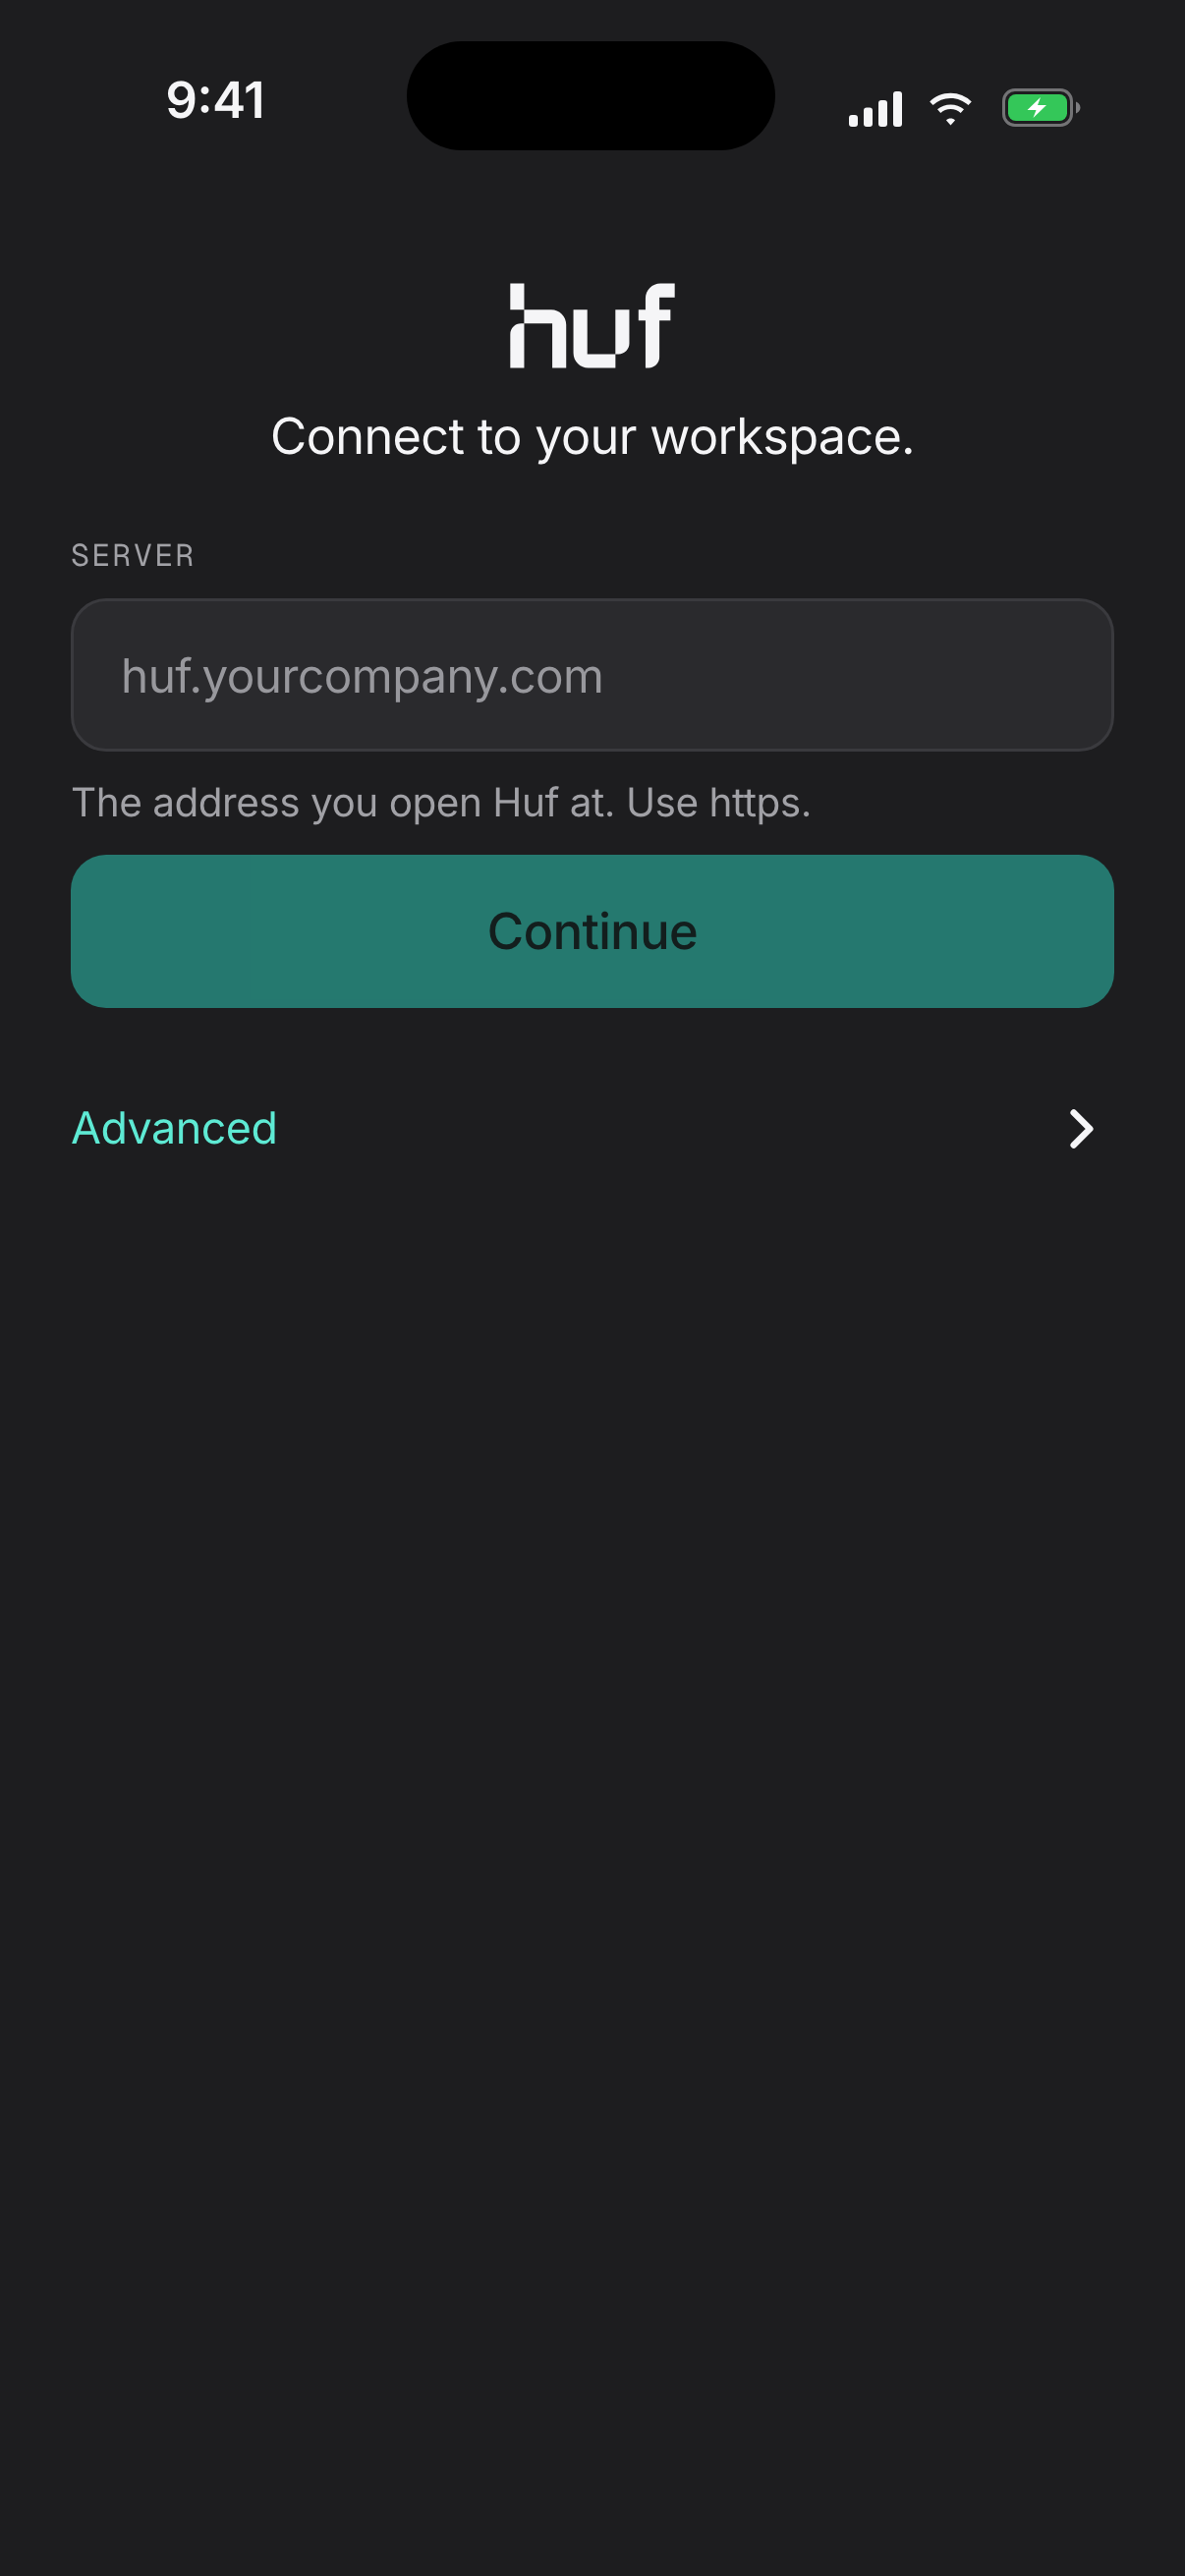 9:41
huf
Connect to your workspace.
SERVER
huf.yourcompany.com
The address you open Huf at. Use https.
Continue
Advanced